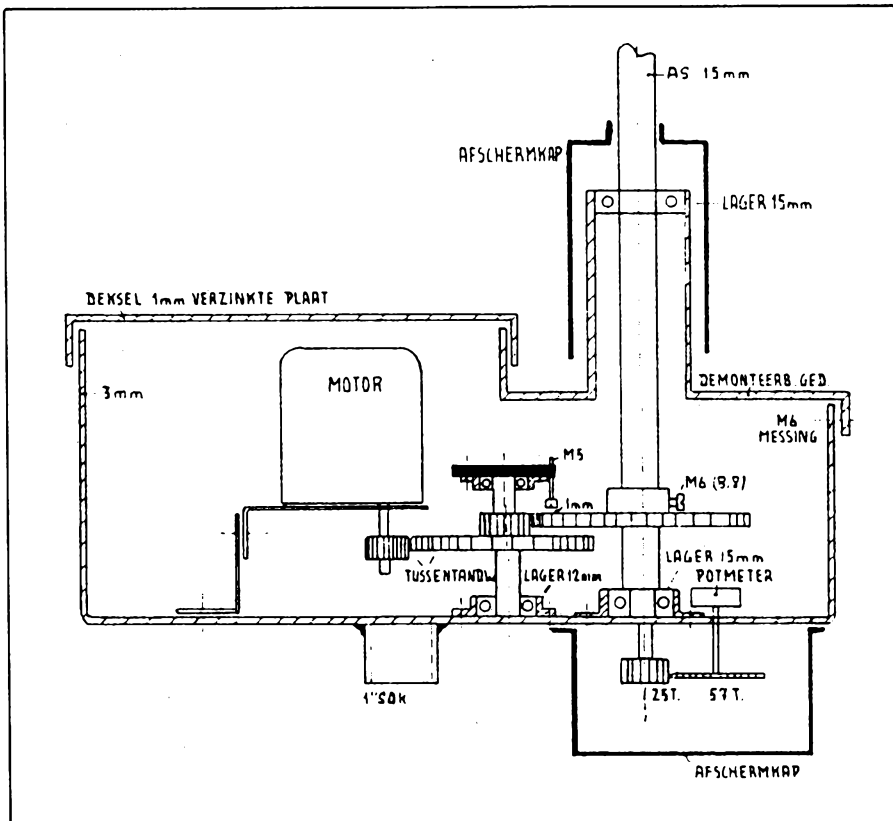 AS 15mm
AFSCHERMKAP
LAGER 15mm
DEKSEL 1mm VERZINKTE PLAAT
MOTOR
3mm
DEMONTEERB. GED.
M6
MESSING
M5
M6 (8.8)
1mm
TUSSENTANDW.
LAGER 12mm
LAGER 15mm
POTMETER
1" SOK
25T.
57T.
AFSCHERMKAP